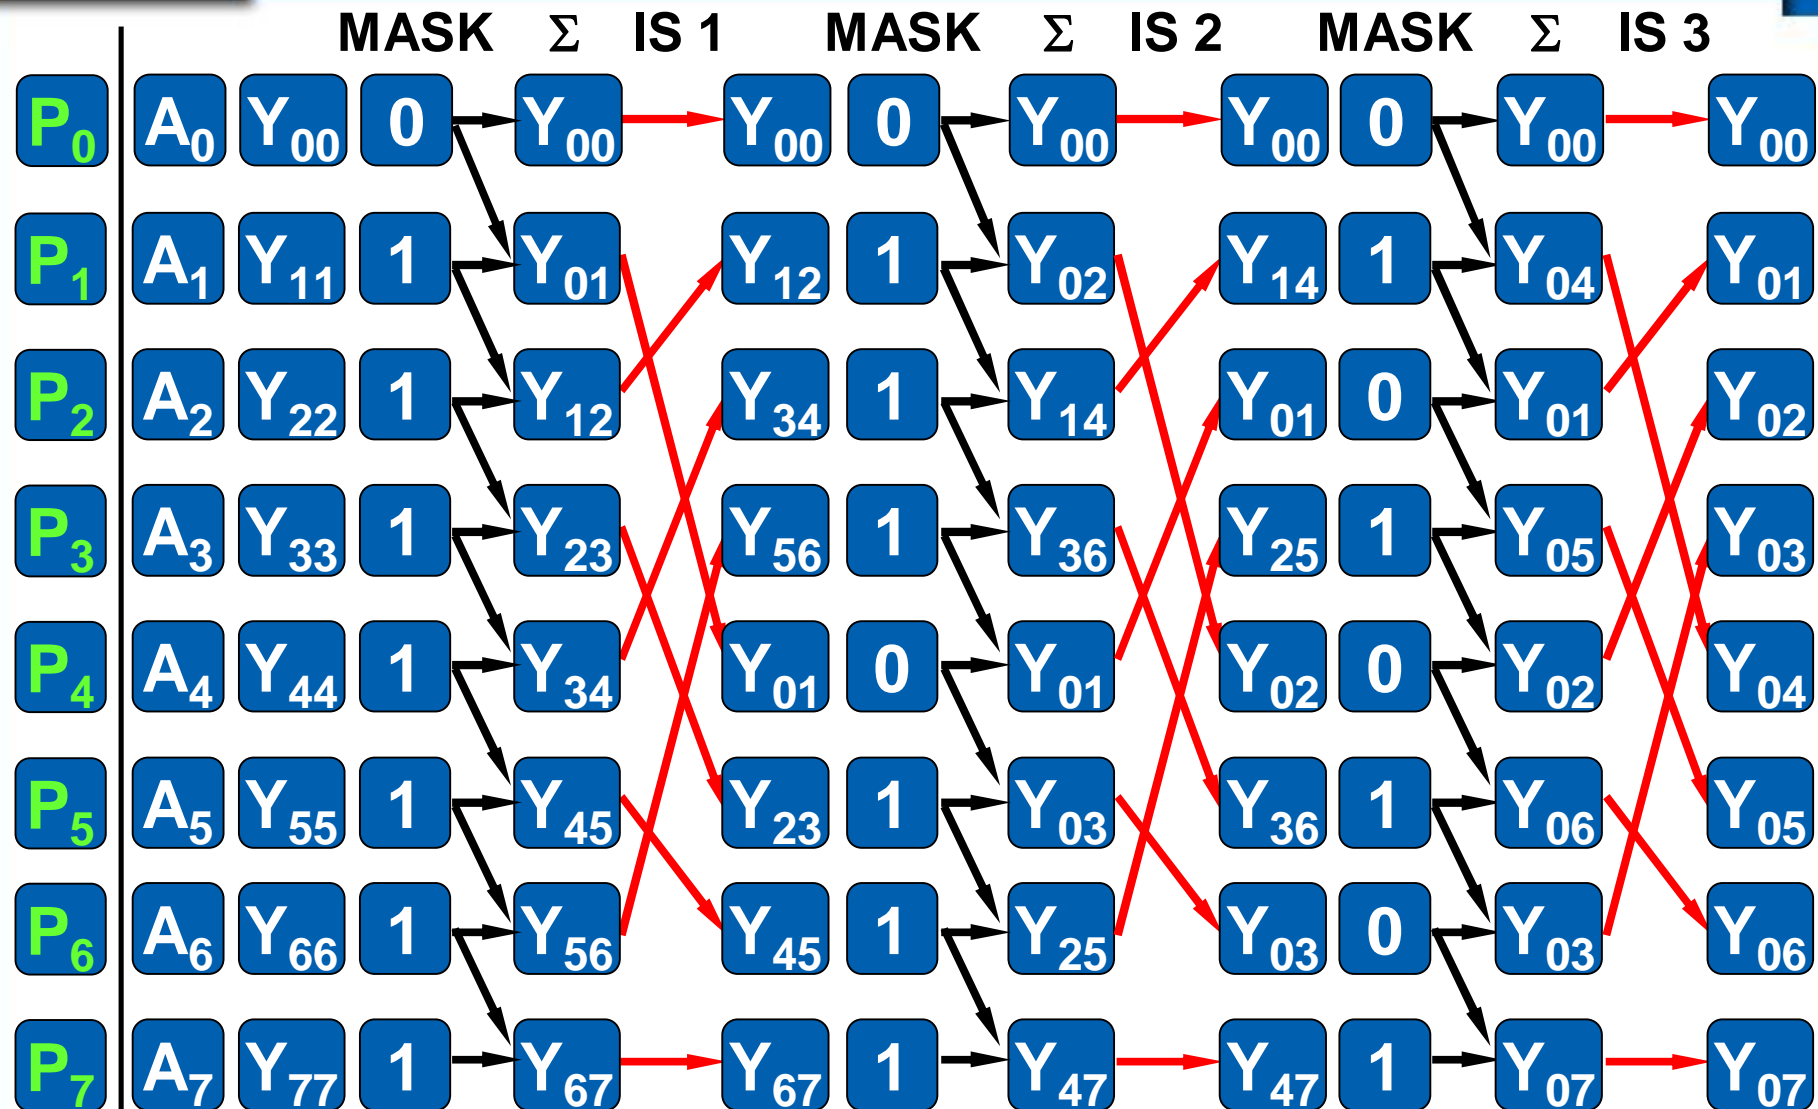 MASK Σ IS 1 MASK Σ IS 2 MASK Σ IS 3
P0 A0 Y00 0 Y00 Y00 0 Y00 Y00 0 Y00 Y00
P1 A1 Y11 1 Y01 Y12 1 Y02 Y14 1 Y04 Y01
P2 A2 Y22 1 Y12 Y34 1 Y14 Y01 0 Y01 Y02
P3 A3 Y33 1 Y23 Y56 1 Y36 Y25 1 Y05 Y03
P4 A4 Y44 1 Y34 Y01 0 Y01 Y02 0 Y02 Y04
P5 A5 Y55 1 Y45 Y23 1 Y03 Y36 1 Y06 Y05
P6 A6 Y66 1 Y56 Y45 1 Y25 Y03 0 Y03 Y06
P7 A7 Y77 1 Y67 Y67 1 Y47 Y47 1 Y07 Y07